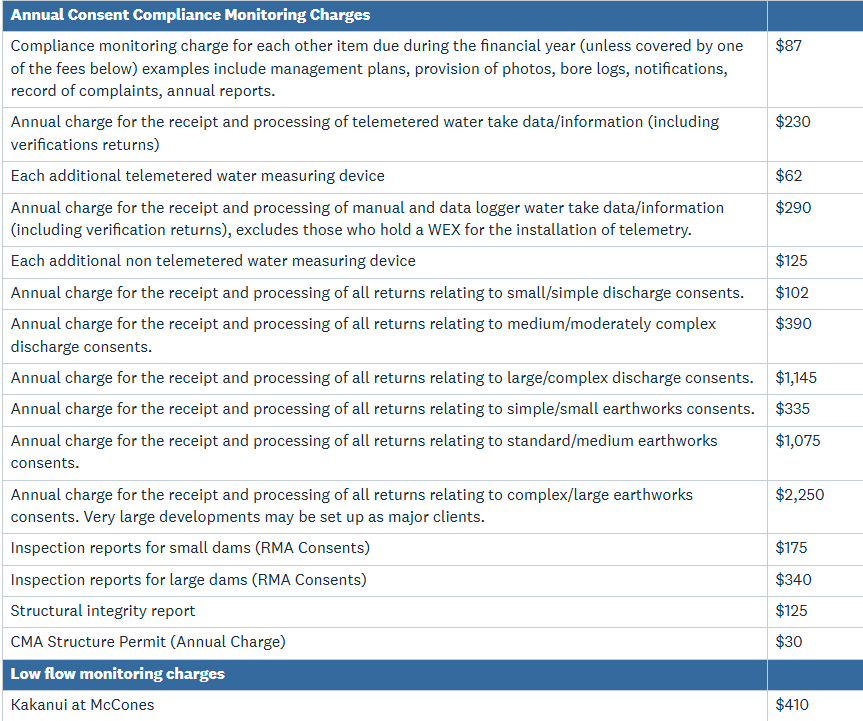 Annual Consent Compliance Monitoring Charges
Compliance monitoring charge for each other item due during the financial year (unless covered by one $87
of the fees below) examples include management plans, provision of photos, bore logs, notifications,
record of complaints, annual reports.
Annual charge for the receipt and processing of telemetered water take data/information (including $230
verifications returns)
Each additional telemetered water measuring device $62
Annual charge for the receipt and processing of manual and data logger water take data/information $290
(including verification returns), excludes those who hold a WEX for the installation of telemetry.
Each additional non telemetered water measuring device $125
Annual charge for the receipt and processing of all returns relating to small/simple discharge consents. $102
Annual charge for the receipt and processing of all returns relating to medium/moderately complex $390
discharge consents.
Annual charge for the receipt and processing of all returns relating to large/complex discharge consents. $1,145
Annual charge for the receipt and processing of all returns relating to simple/small earthworks consents. $335
Annual charge for the receipt and processing of all returns relating to standard/medium earthworks $1,075
consents.
Annual charge for the receipt and processing of all returns relating to complex/large earthworks $2,250
consents. Very large developments may be set up as major clients.
Inspection reports for small dams (RMA Consents) $175
Inspection reports for large dams (RMA Consents) $340
Structural integrity report $125
CMA Structure Permit (Annual Charge) $30
Low flow monitoring charges
Kakanui at McCones $410